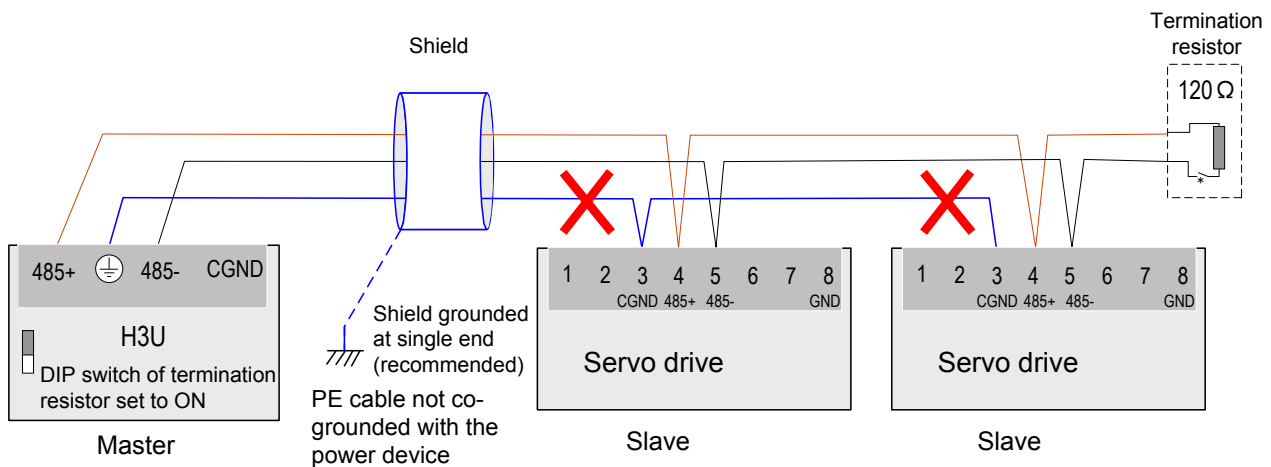 Termination
resistor
Shield
120 Ω
*
485+ 485- CGND
H3U
DIP switch of termination
resistor set to ON
Master
Shield grounded
at single end
(recommended)
PE cable not co-
grounded with the
power device
1 2 3 4 5 6 7 8
CGND 485+ 485- GND
Servo drive
Slave
1 2 3 4 5 6 7 8
CGND 485+ 485- GND
Servo drive
Slave